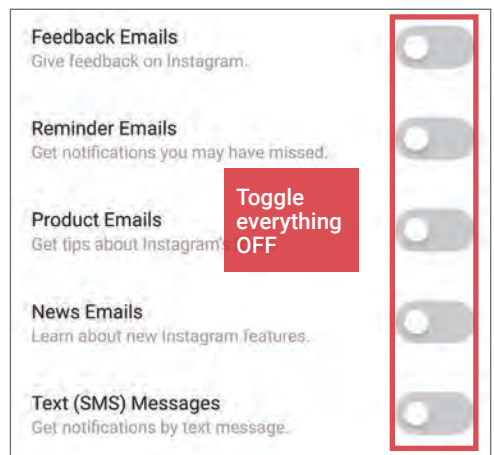 Feedback Emails
Give feedback on Instagram.
Reminder Emails
Get notifications you may have missed.
Toggle
everything
OFF
Product Emails
Get tips about Instagram's
News Emails
Learn about new Instagram features.
Text (SMS) Messages
Get notifications by text message.